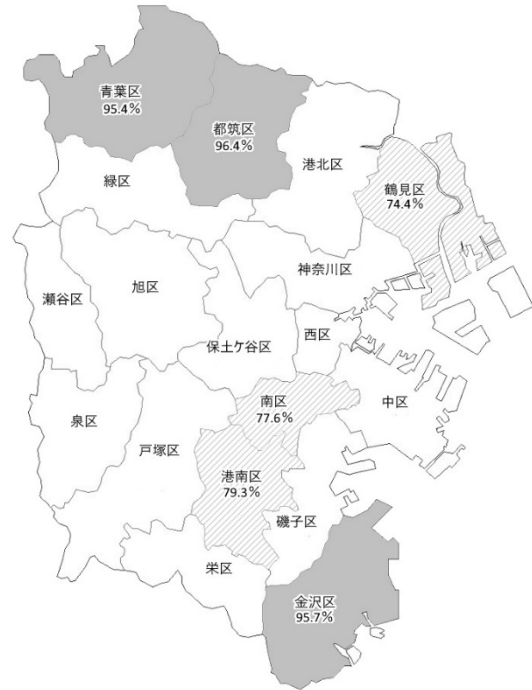 青葉区
95.4%
都筑区
96.4%
港北区
緑区
鶴見区
74.4%
神奈川区
旭区
瀬谷区
保土ケ谷区
西区
南区
77.6%
中区
泉区
戸塚区
港南区
79.3%
磯子区
栄区
金沢区
95.7%